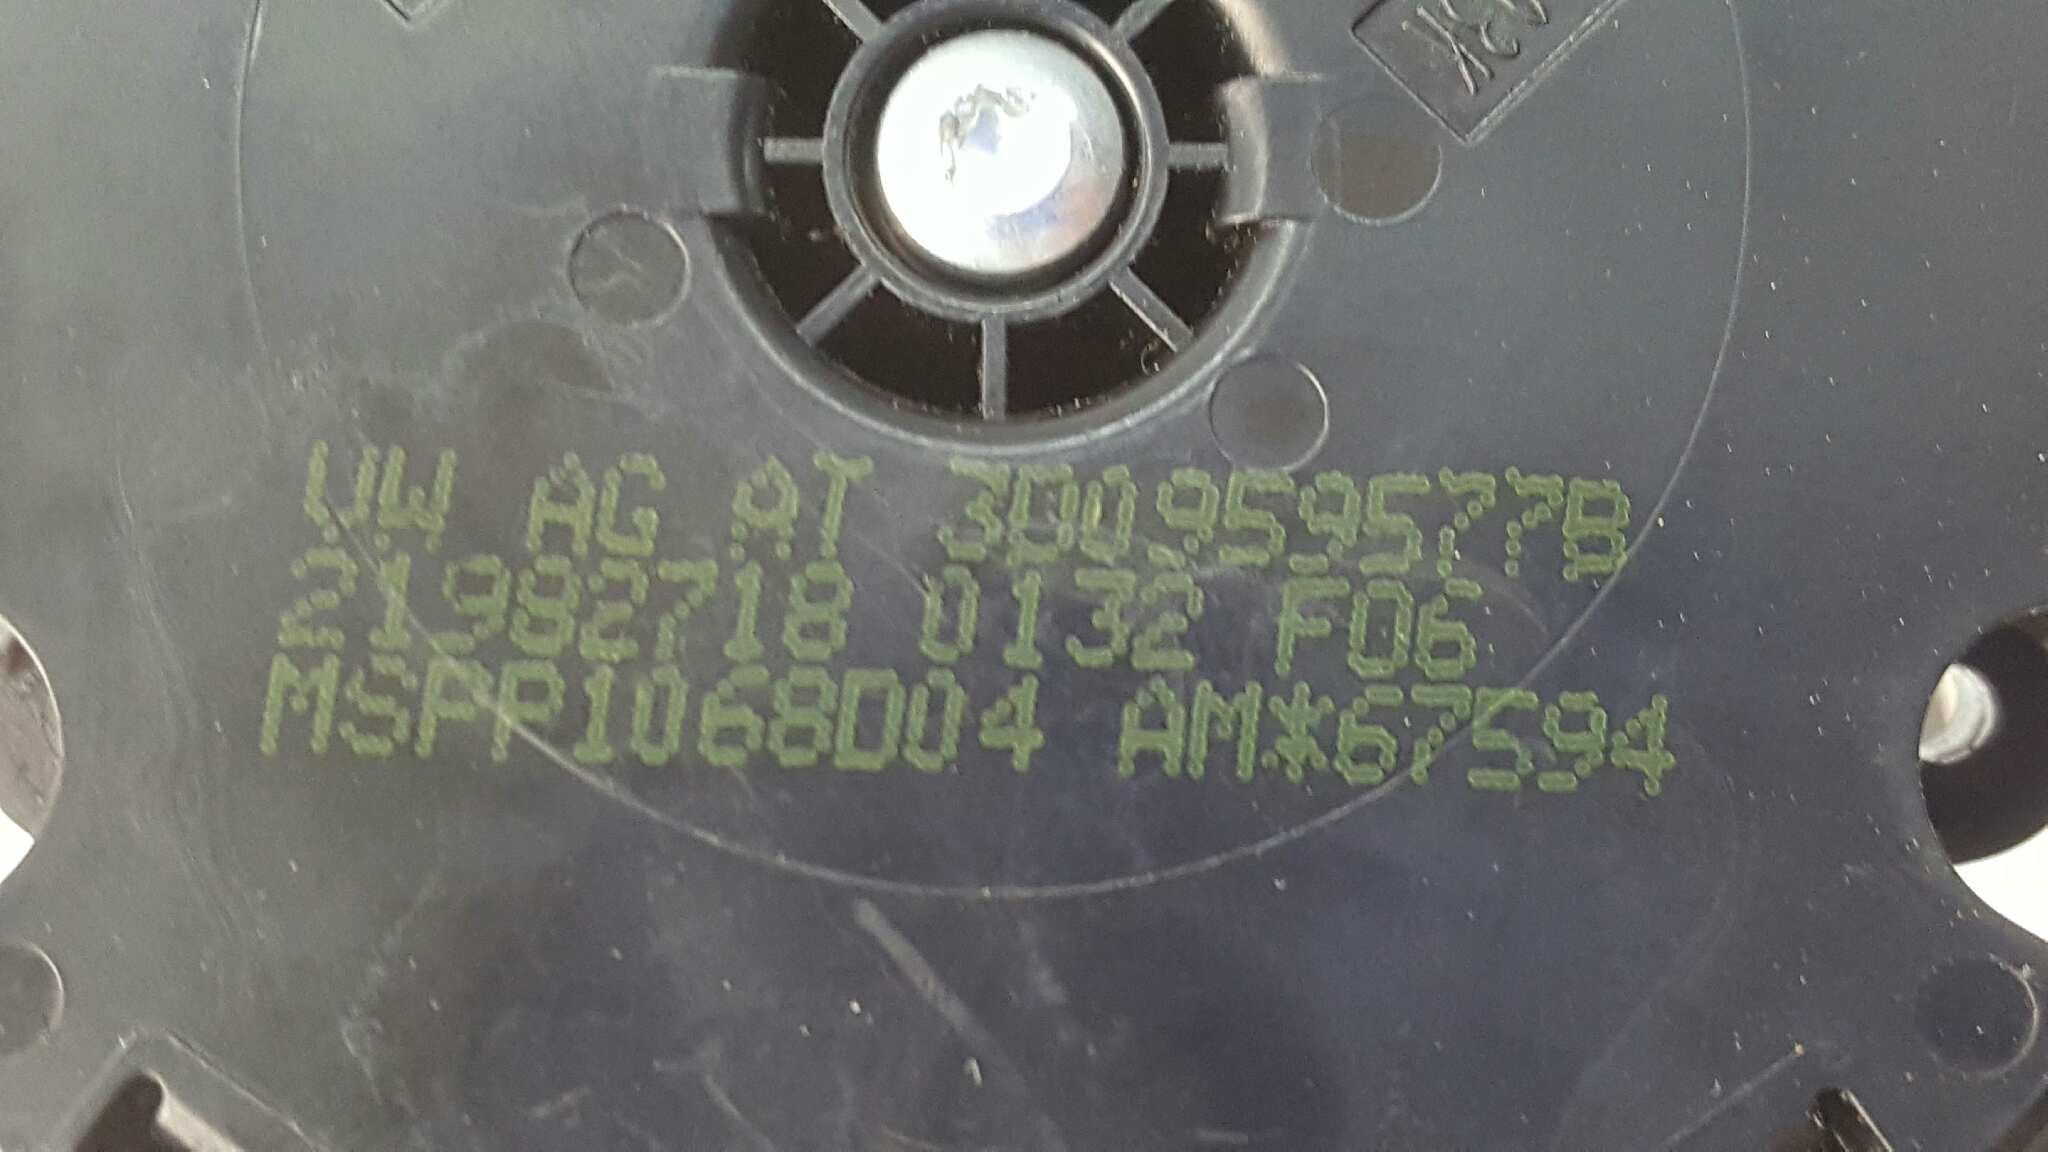 VW AG AT 3D0959577B
21982718 0132 F06
MSPP1068D04 AM*67594